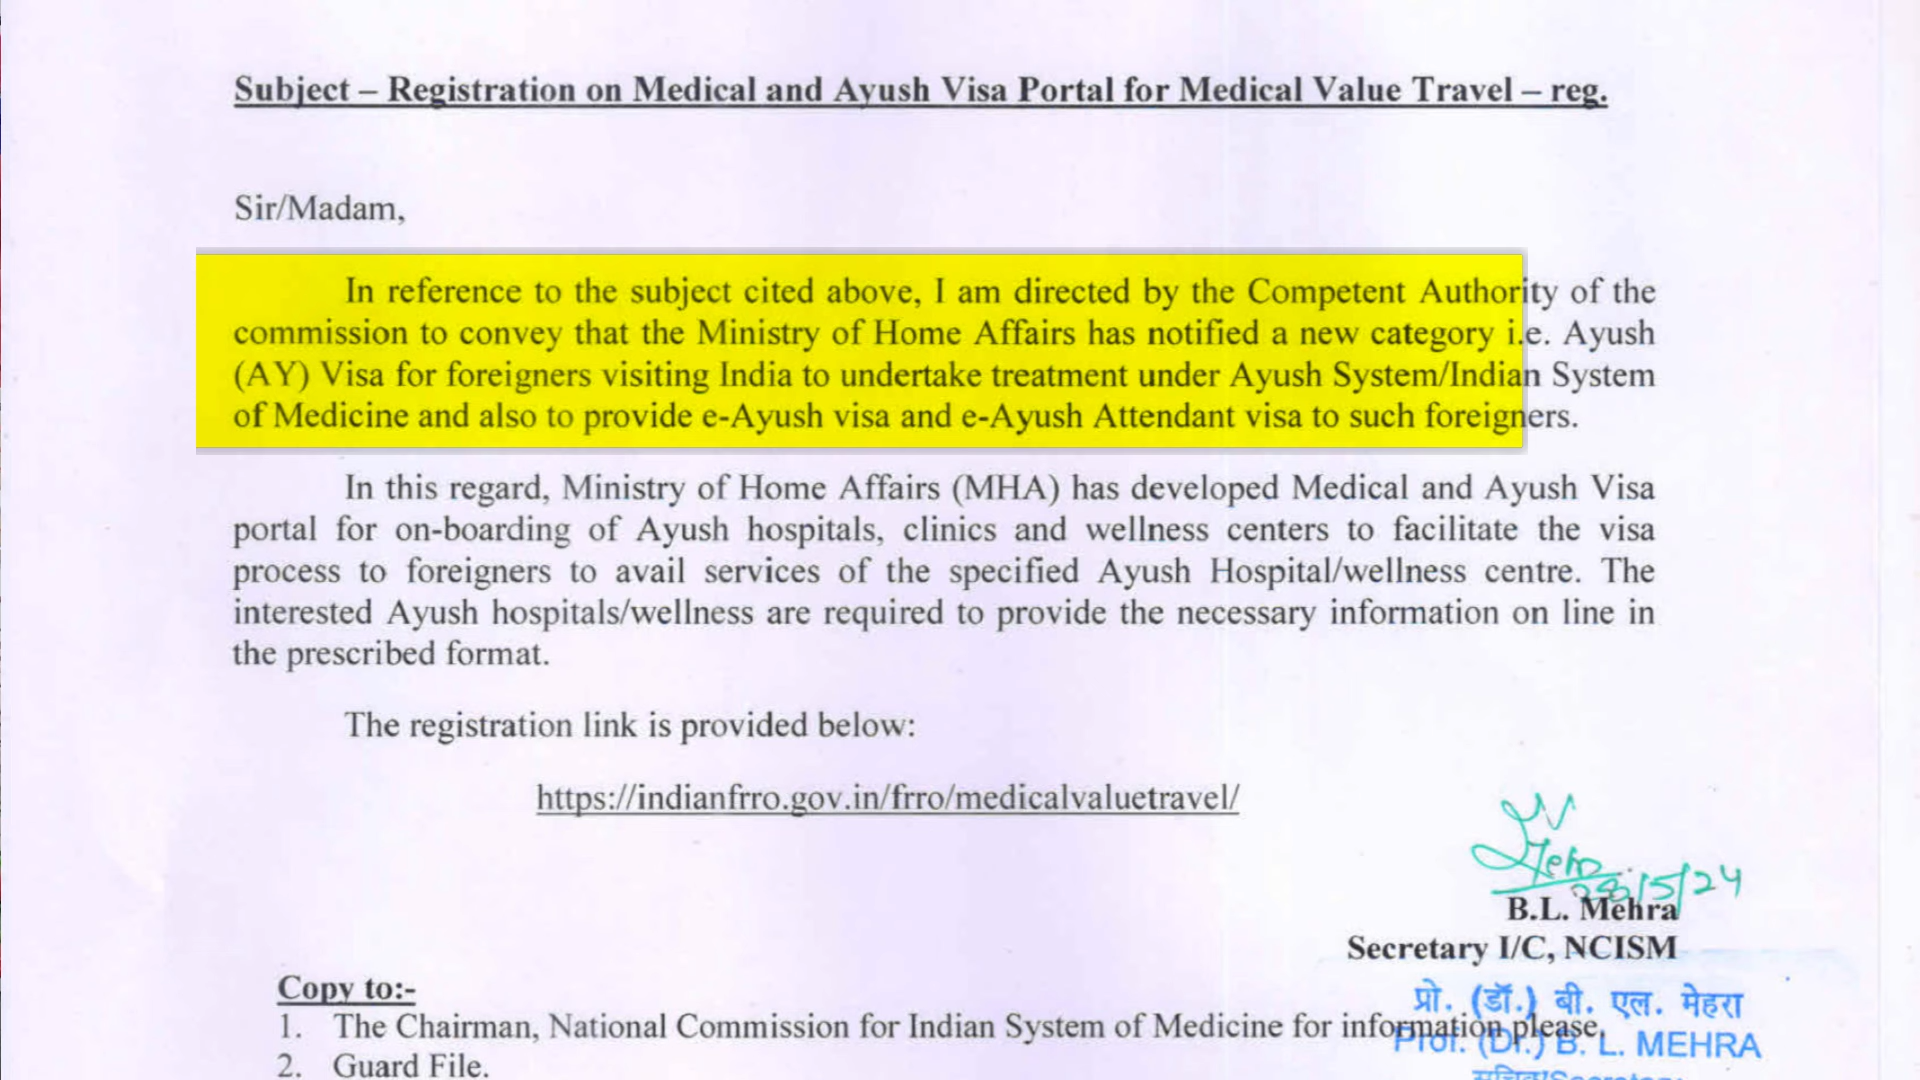 Subject – Registration on Medical and Ayush Visa Portal for Medical Value Travel – reg.
Sir/Madam,
In reference to the subject cited above, I am directed by the Competent Authority of the
commission to convey that the Ministry of Home Affairs has notified a new category i.e. Ayush
(AY) Visa for foreigners visiting India to undertake treatment under Ayush System/Indian System
of Medicine and also to provide e-Ayush visa and e-Ayush Attendant visa to such foreigners.
In this regard, Ministry of Home Affairs (MHA) has developed Medical and Ayush Visa
portal for on-boarding of Ayush hospitals, clinics and wellness centers to facilitate the visa
process to foreigners to avail services of the specified Ayush Hospital/wellness centre. The
interested Ayush hospitals/wellness are required to provide the necessary information on line in
the prescribed format.
The registration link is provided below:
https://indianfrro.gov.in/frro/medicalvaluetravel/
28/5/24
B.L. Mehra
Secretary I/C, NCISM
प्रो. (डॉ.) बी. एल. मेहरा
Prof. (Dr.) B. L. MEHRA
सचिव/Secretary
Copy to:-
1. The Chairman, National Commission for Indian System of Medicine for information please.
2. Guard File.